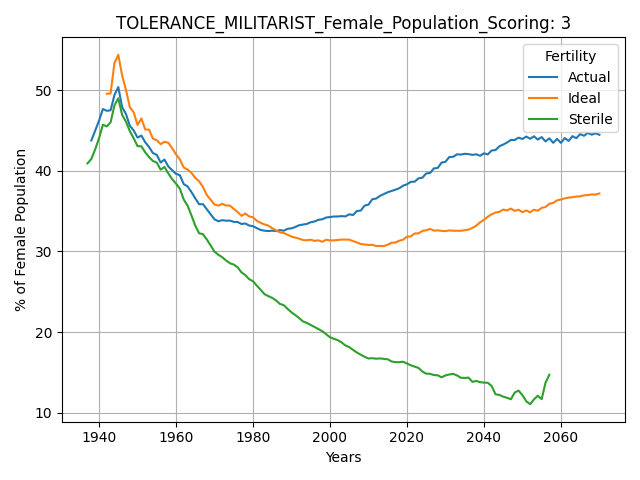 TOLERANCE_MILITARIST_Female_Population_Scoring: 3
Fertility
Actual
Ideal
Sterile
% of Female Population
50
40
30
20
10
1940 1960 1980 2000 2020 2040 2060
Years